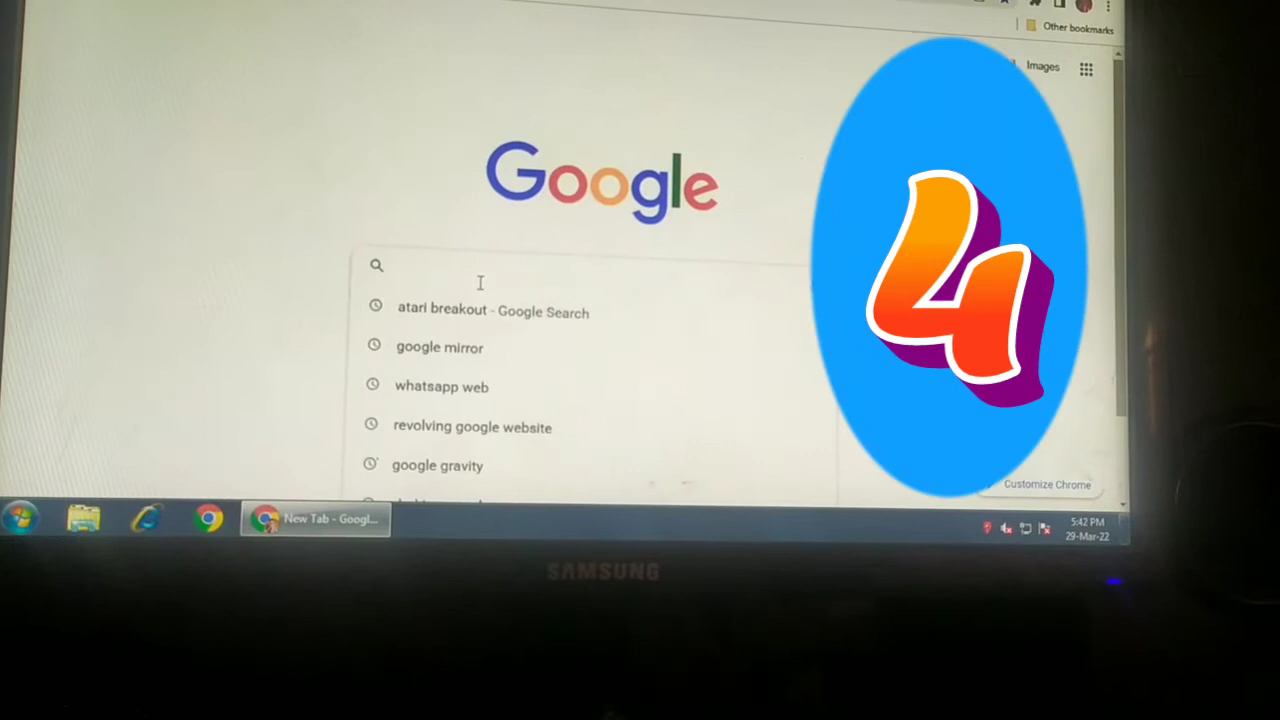 Other bookmarks
Images
Google
4
atari breakout - Google Search
google mirror
whatsapp web
revolving google website
google gravity
Customize Chrome
New Tab - Googl...
5:42 PM
29-Mar-22
SAMSUNG